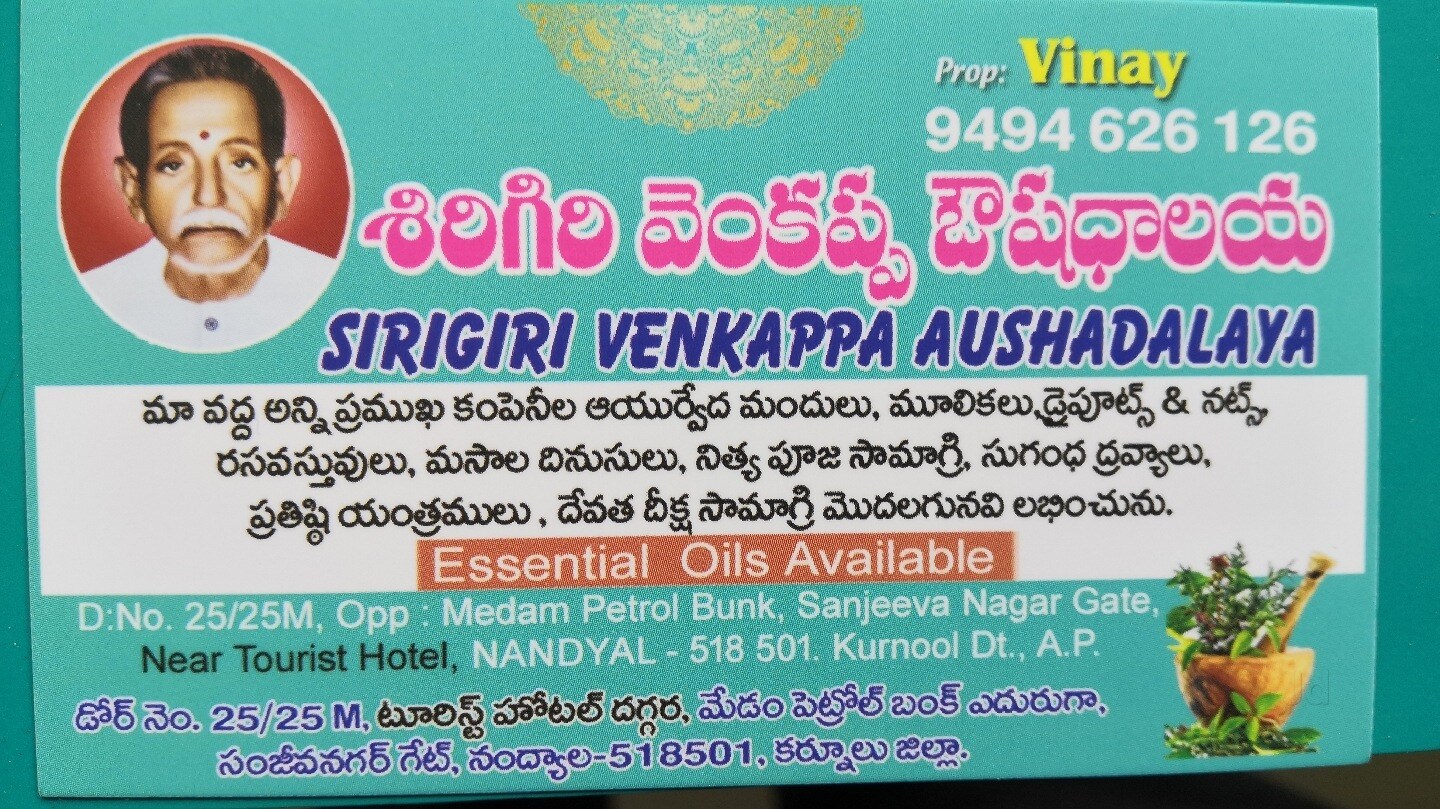 Prop: Vinay
9494 626 126
శిరిగిరి వెంకప్ప ఔషధాలయ
SIRIGIRI VENKAPPA AUSHADALAYA
మా వద్ద అన్ని ప్రముఖ కంపెనీల ఆయుర్వేద మందులు, మూలికలు,డ్రైపూట్స్ & నట్స్,
రసవస్తువులు, మసాల దినుసులు, నిత్య పూజ సామాగ్రి, సుగంధ ద్రవ్యాలు,
ప్రతిష్ఠి యంత్రములు , దేవత దీక్ష సామాగ్రి మొదలగునవి లభించును.
Essential Oils Available
D:No. 25/25M, Opp : Medam Petrol Bunk, Sanjeeva Nagar Gate,
Near Tourist Hotel, NANDYAL - 518 501. Kurnool Dt., A.P.
డోర్ నెం. 25/25 M, టూరిస్ట్ హోటల్ దగ్గర, మేడం పెట్రోల్ బంక్ ఎదురుగా,
సంజీవనగర్ గేట్, నంద్యాల-518501, కర్నూలు జిల్లా.